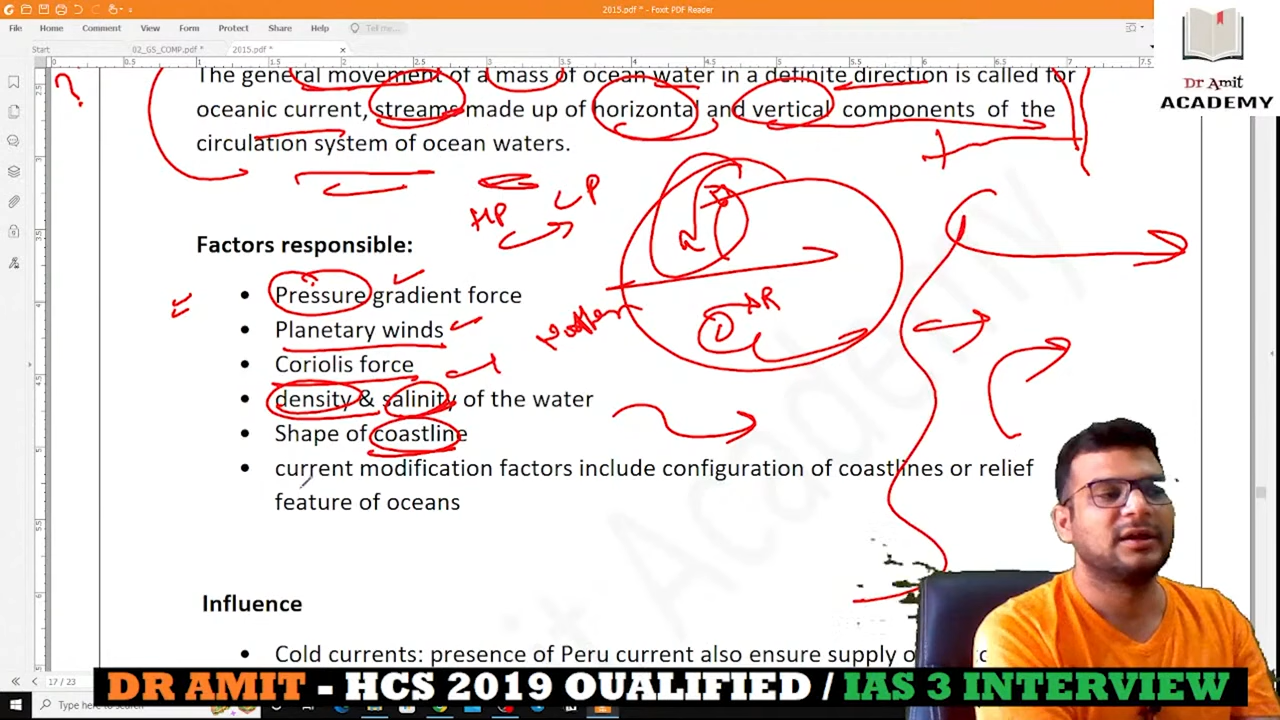 2015.pdf * - Foxit PDF Reader
File Home Comment View Form Protect Share Help Tell me...
Start 02_GS_COMP.pdf * 2015.pdf *
Dr Amit
ACADEMY
?
The general movement of a mass of ocean water in a definite direction is called for
oceanic current, streams made up of horizontal and vertical components of the
circulation system of ocean waters.
HP
LP
Factors responsible:
• Pressure gradient force
• Planetary winds
• Coriolis force
• density & salinity of the water
• Shape of coastline
• current modification factors include configuration of coastlines or relief
feature of oceans
R
Influence
• Cold currents: presence of Peru current also ensure supply o
17 / 23
DR AMIT - HCS 2019 QUALIFIED / IAS 3 INTERVIEW
Type here to search